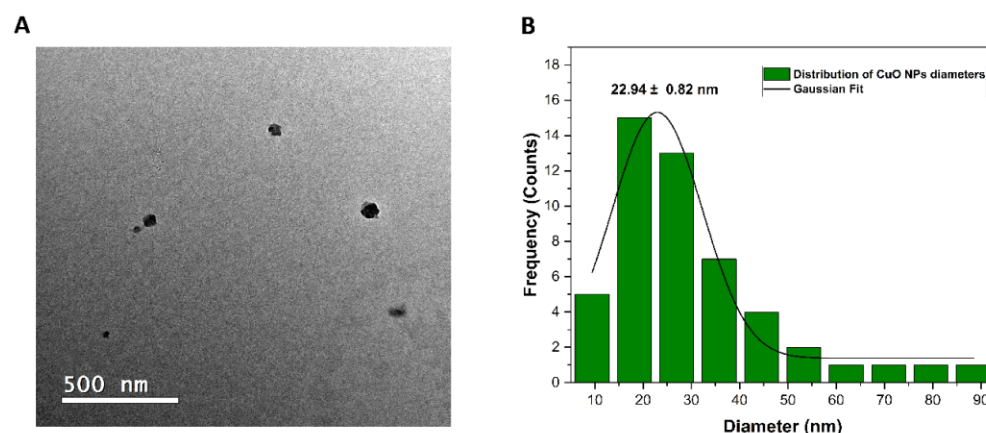 A
500 nm
B
Distribution of CuO NPs diameters
Gaussian Fit
22.94 ± 0.82 nm
Frequency (Counts)
18
16
14
12
10
8
6
4
2
0
10 20 30 40 50 60 70 80 90
Diameter (nm)